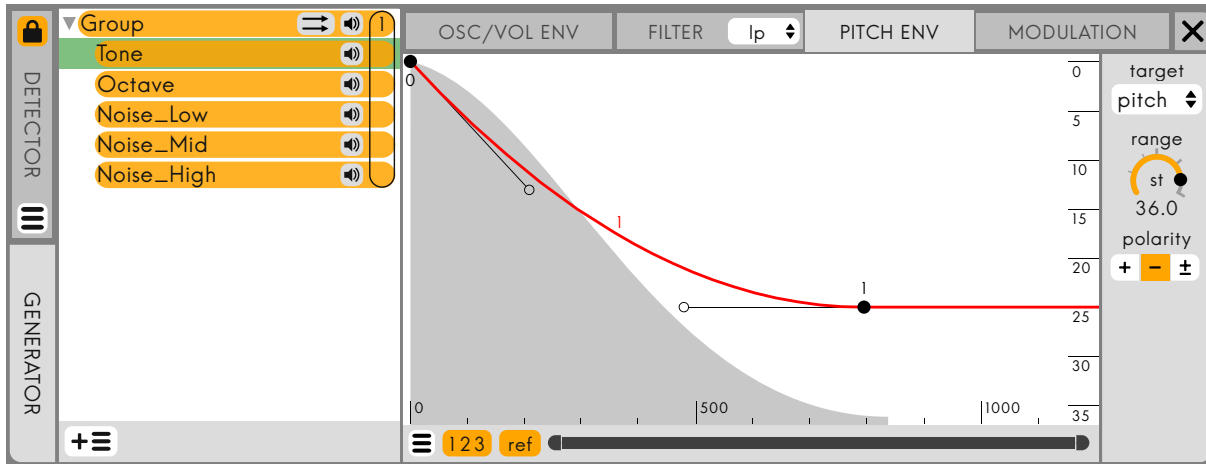 DETECTOR
GENERATOR
Group 1
Tone
Octave
Noise_Low
Noise_Mid
Noise_High
OSC/VOL ENV FILTER lp PITCH ENV MODULATION
0
1
1
0
5
10
15
20
25
30
35
0 500 1000
123 ref
target
pitch
range
st
36.0
polarity
+ − ±